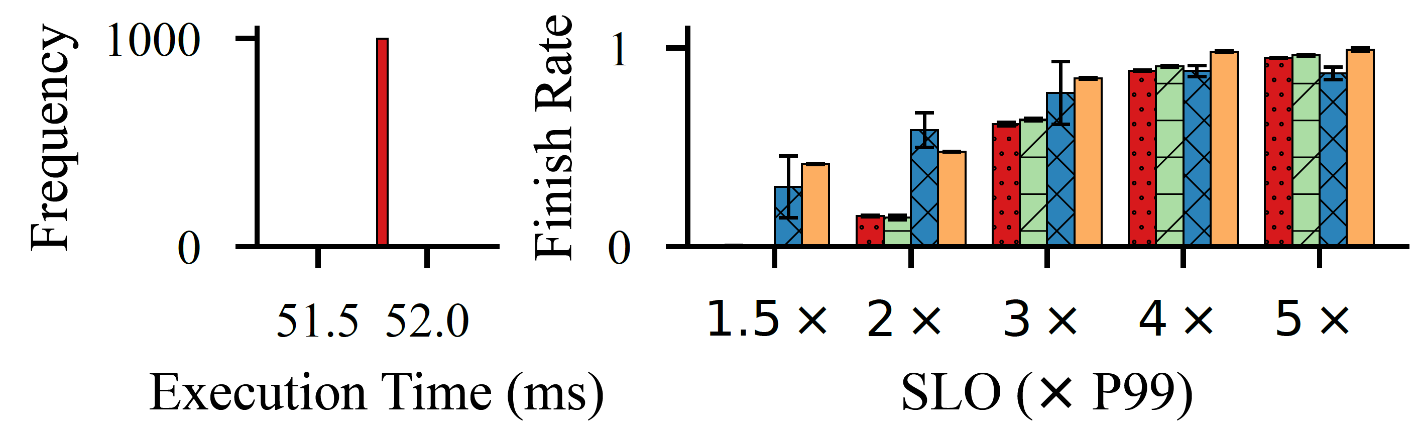 Frequency
1000
0
51.5 52.0
Execution Time (ms)
Finish Rate
1
0
1.5 × 2 × 3 × 4 × 5 ×
SLO (× P99)